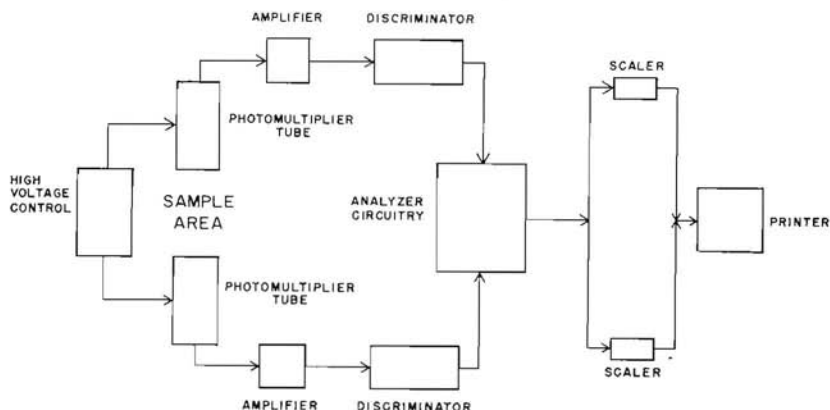 AMPLIFIER
DISCRIMINATOR
SCALER
PHOTOMULTIPLIER
TUBE
HIGH
VOLTAGE
CONTROL
SAMPLE
AREA
ANALYZER
CIRCUITRY
PRINTER
PHOTOMULTIPLIER
TUBE
SCALER
AMPLIFIER
DISCRIMINATOR